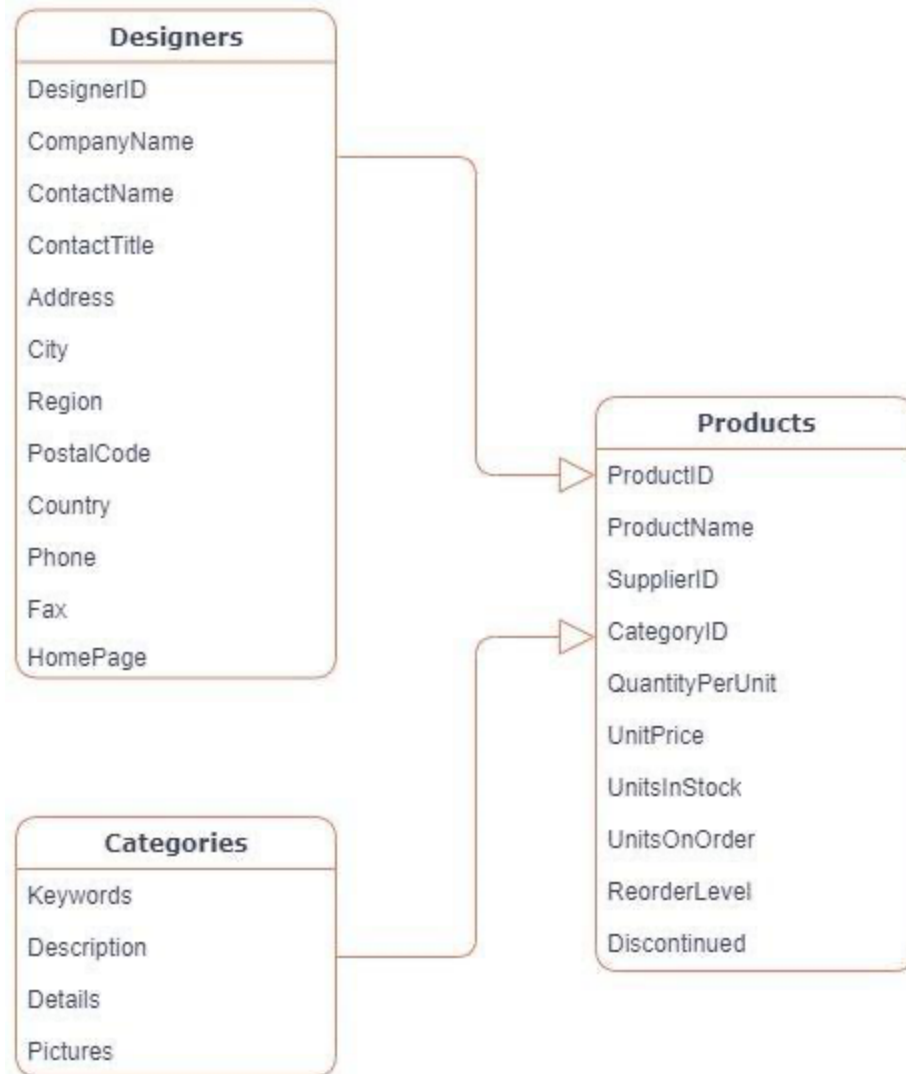 Designers
DesignerID
CompanyName
ContactName
ContactTitle
Address
City
Region
PostalCode
Country
Phone
Fax
HomePage
Products
ProductID
ProductName
SupplierID
CategoryID
QuantityPerUnit
UnitPrice
UnitsInStock
UnitsOnOrder
ReorderLevel
Discontinued
Categories
Keywords
Description
Details
Pictures